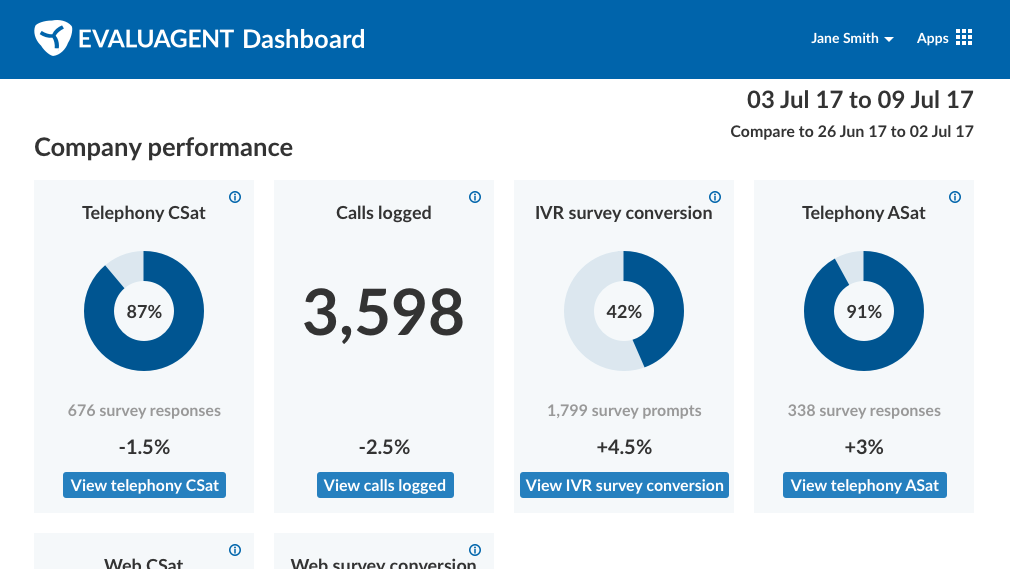 EVALUAGENT Dashboard
Jane Smith
Apps
03 Jul 17 to 09 Jul 17
Compare to 26 Jun 17 to 02 Jul 17
Company performance
Telephony CSat
87%
676 survey responses
-1.5%
View telephony CSat
Calls logged
3,598
-2.5%
View calls logged
IVR survey conversion
42%
1,799 survey prompts
+4.5%
View IVR survey conversion
Telephony ASat
91%
338 survey responses
+3%
View telephony ASat
Web CSat
Web survey conversion